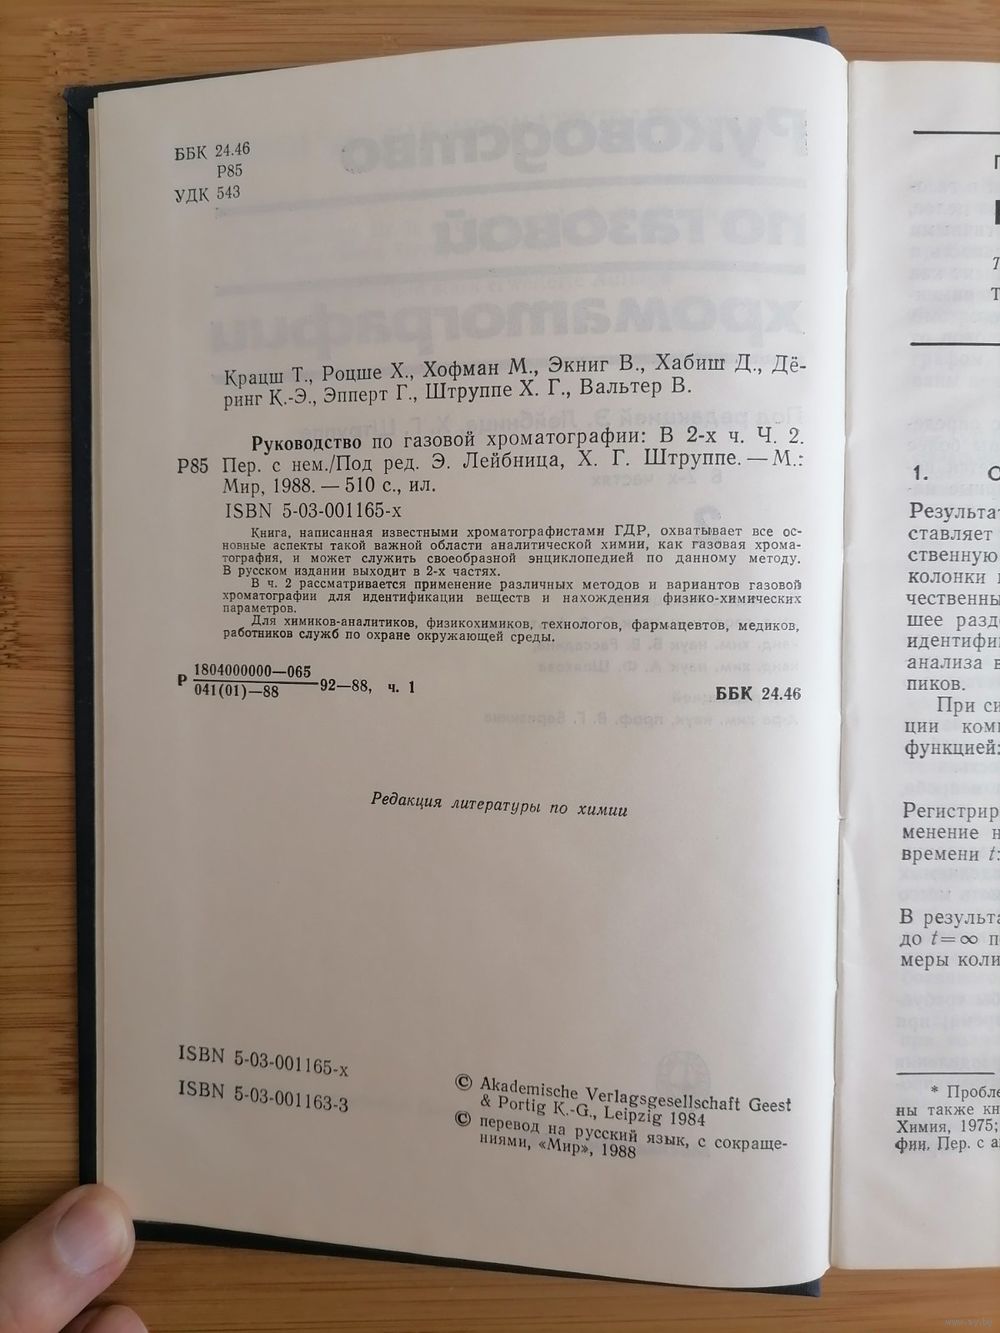 ББК 24.46
Р85
УДК 543
Крацш Т., Роцше Х., Хофман М., Экниг В., Хабиш Д., Дё-
ринг К.-Э., Эпперт Г., Штруппе Х. Г., Вальтер В.
Руководство по газовой хроматографии: В 2-х ч. Ч. 2.
Р85 Пер. с нем./Под ред. Э. Лейбница, Х. Г. Штруппе. — М.:
Мир, 1988. — 510 с., ил.
ISBN 5-03-001165-х
Книга, написанная известными хроматографистами ГДР, охватывает все ос-
новные аспекты такой важной области аналитической химии, как газовая хрома-
тография, и может служить своеобразной энциклопедией по данному методу.
В русском издании выходит в 2-х частях.
В ч. 2 рассматривается применение различных методов и вариантов газовой
хроматографии для идентификации веществ и нахождения физико-химических
параметров.
Для химиков-аналитиков, физикохимиков, технологов, фармацевтов, медиков,
работников служб по охране окружающей среды.
Р 1804000000—065
041(01)—88 92—88, ч. 1
ББК 24.46
Редакция литературы по химии
ISBN 5-03-001165-х
ISBN 5-03-001163-3
© Akademische Verlagsgesellschaft Geest
& Portig K.-G., Leipzig 1984
© перевод на русский язык, с сокраще-
ниями, «Мир», 1988
1.
Результа
ставляет
ственную
колонки
чественны
шее разд
идентифи
анализа в
пиков.
При си
ции ком
функцией:
Регистрир
менение н
времени t:
В результа
до t=∞ п
меры коли
* Пробле
ны также кн
Химия, 1975;
фии. Пер. с а